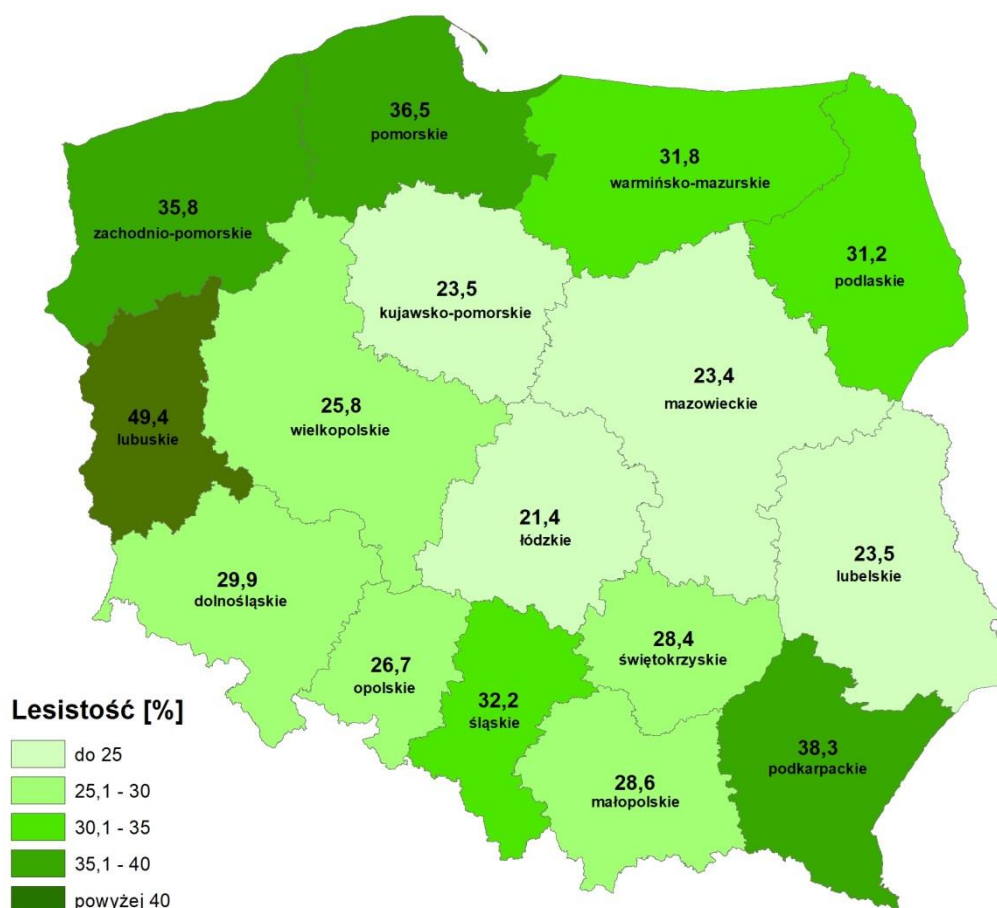 36,5
pomorskie
31,8
warmińsko-mazurskie
35,8
zachodnio-pomorskie
31,2
podlaskie
23,5
kujawsko-pomorskie
23,4
mazowieckie
49,4
lubuskie
25,8
wielkopolskie
21,4
łódzkie
23,5
lubelskie
29,9
dolnośląskie
28,4
świętokrzyskie
26,7
opolskie
32,2
śląskie
38,3
podkarpackie
28,6
małopolskie
Lesistość [%]
do 25
25,1 - 30
30,1 - 35
35,1 - 40
powyżej 40